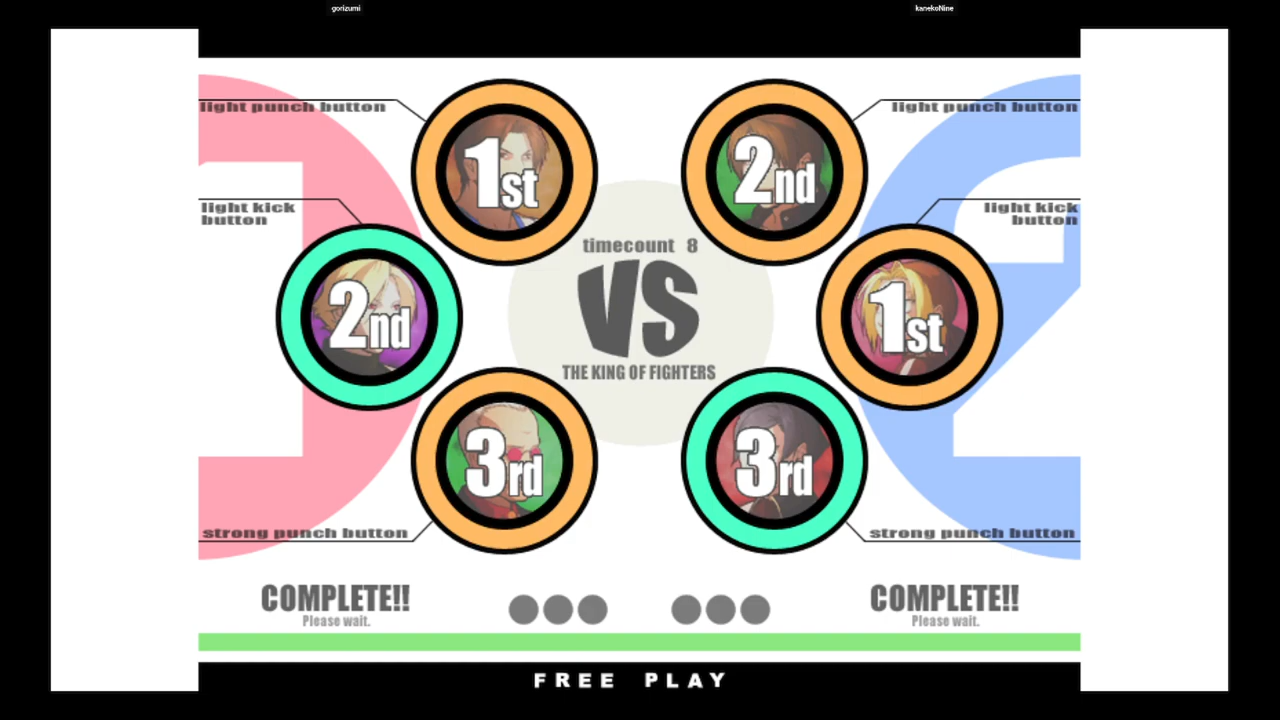 gorizumi
kanekoNine
light punch button
light punch button
1st
2nd
light kick
button
light kick
button
timecount 8
VS
THE KING OF FIGHTERS
2nd
1st
3rd
3rd
strong punch button
strong punch button
COMPLETE!!
Please wait.
COMPLETE!!
Please wait.
FREE PLAY